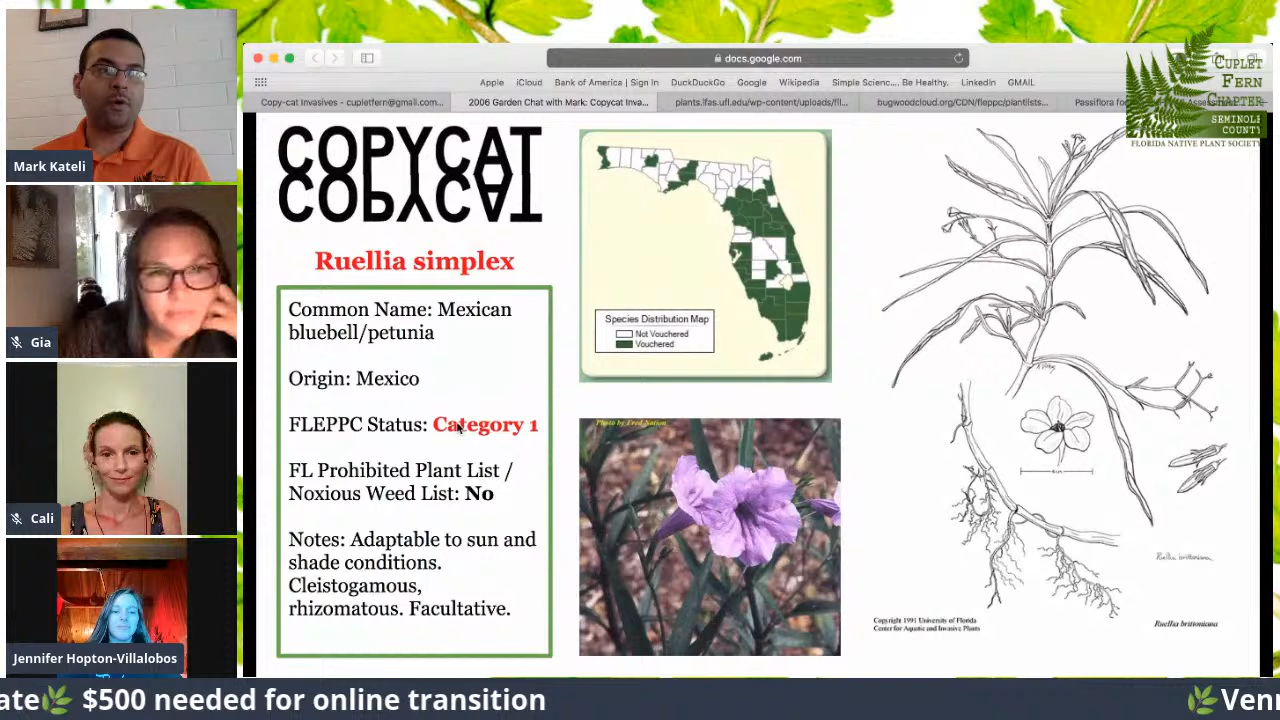 docs.google.com
Apple iCloud Bank of America | Sign In DuckDuckGo Google Wikipedia Simple Scienc.... Be Healthy. LinkedIn GMAIL
Copy-cat Invasives - cupletfern@gmail.com... 2006 Garden Chat with Mark: Copycat Inva... plants.ifas.ufl.edu/wp-content/uploads/fil... bugwoodcloud.org/CDN/fleppc/plantlists... Passiflora fo
CUPLET
FERN
CHAPTER
SEMINOLE
COUNTY
FLORIDA NATIVE PLANT SOCIETY
Mark Kateli
Gia
Cali
Jennifer Hopton-Villalobos
COPYCAT
COPYCAT
Ruellia simplex
Common Name: Mexican
bluebell/petunia
Origin: Mexico
FLEPPC Status: Category 1
FL Prohibited Plant List /
Noxious Weed List: No
Notes: Adaptable to sun and
shade conditions.
Cleistogamous,
rhizomatous. Facultative.
Species Distribution Map
Not Vouchered
Vouchered
Photo by Fred Nation
Ruellia brittoniana
Copyright 1991 University of Florida
Center for Aquatic and Invasive Plants
Ruellia brittoniana
ate $500 needed for online transition Venn